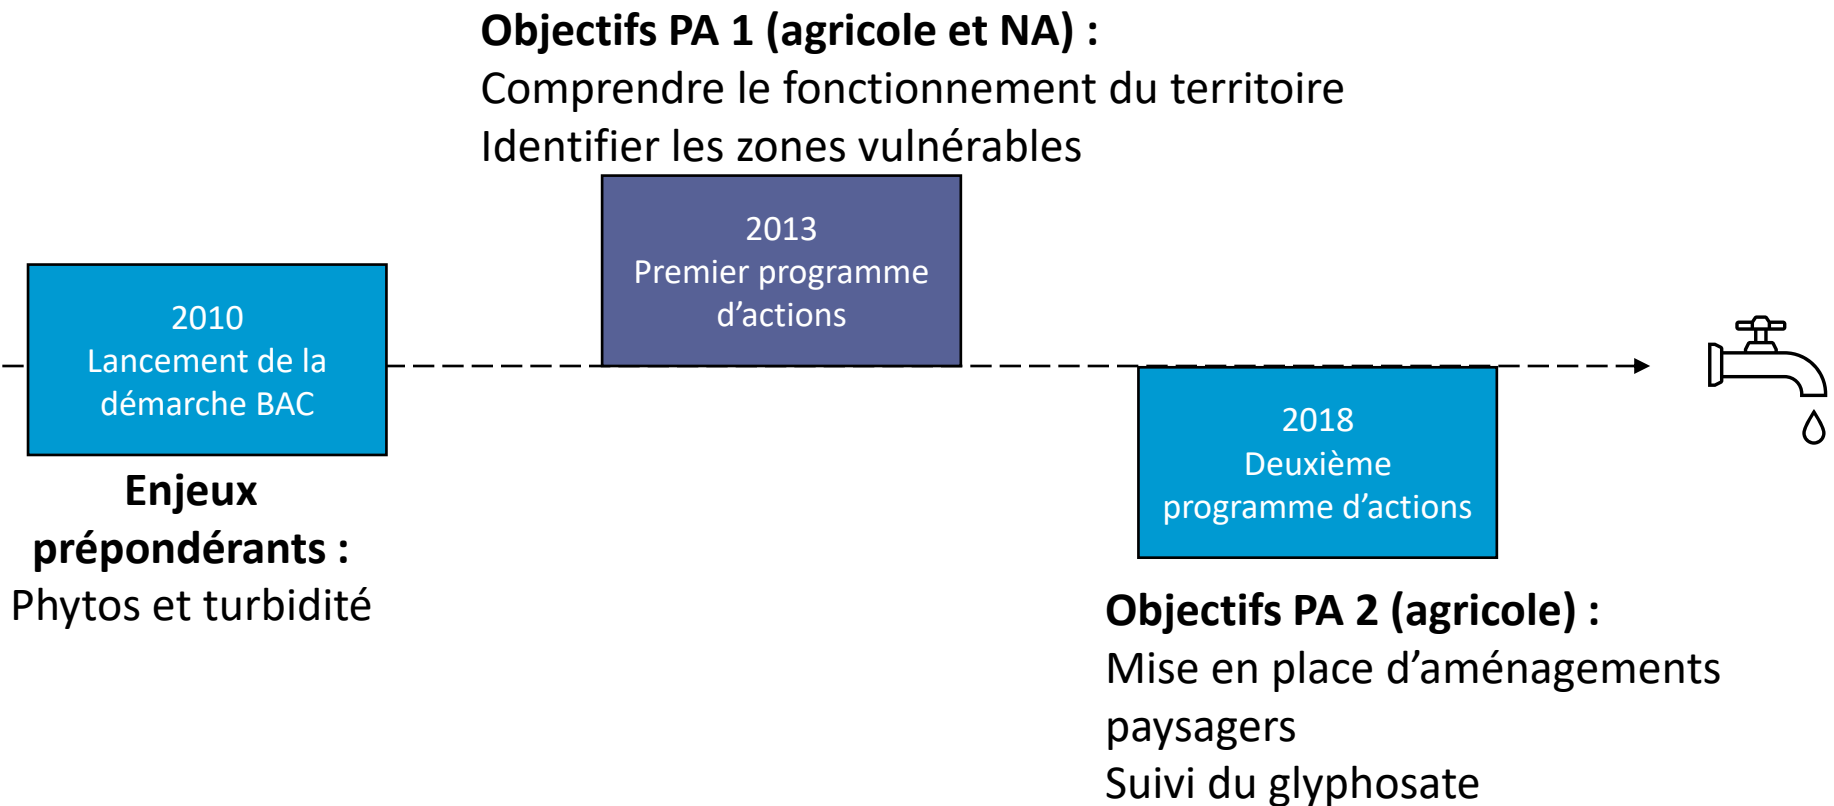 Objectifs PA 1 (agricole et NA) :
Comprendre le fonctionnement du territoire
Identifier les zones vulnérables
2013
Premier programme
d’actions
2010
Lancement de la
démarche BAC
Enjeux
prépondérants :
Phytos et turbidité
2018
Deuxième
programme d’actions
Objectifs PA 2 (agricole) :
Mise en place d’aménagements
paysagers
Suivi du glyphosate